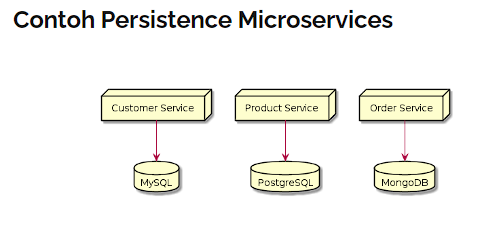 Contoh Persistence Microservices
Customer Service
Product Service
Order Service
MySQL
PostgreSQL
MongoDB